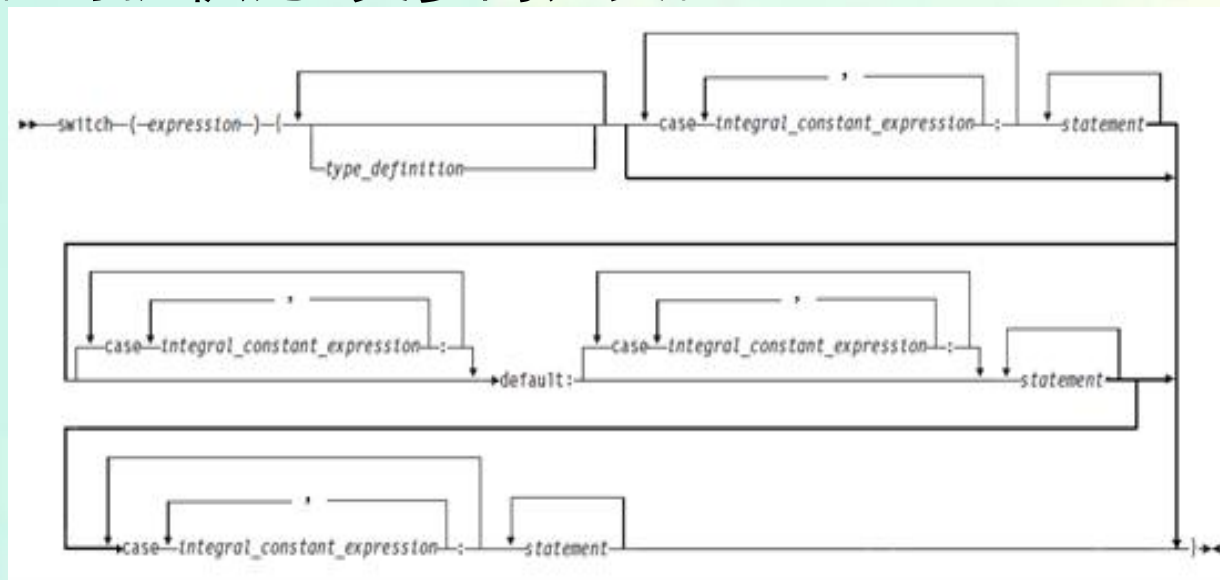 ,
,
switch ( expression ) { case integral_constant_expression : statement
type_definition
, ,
case integral_constant_expression : case integral_constant_expression :
default: statement
,
case integral_constant_expression : statement }